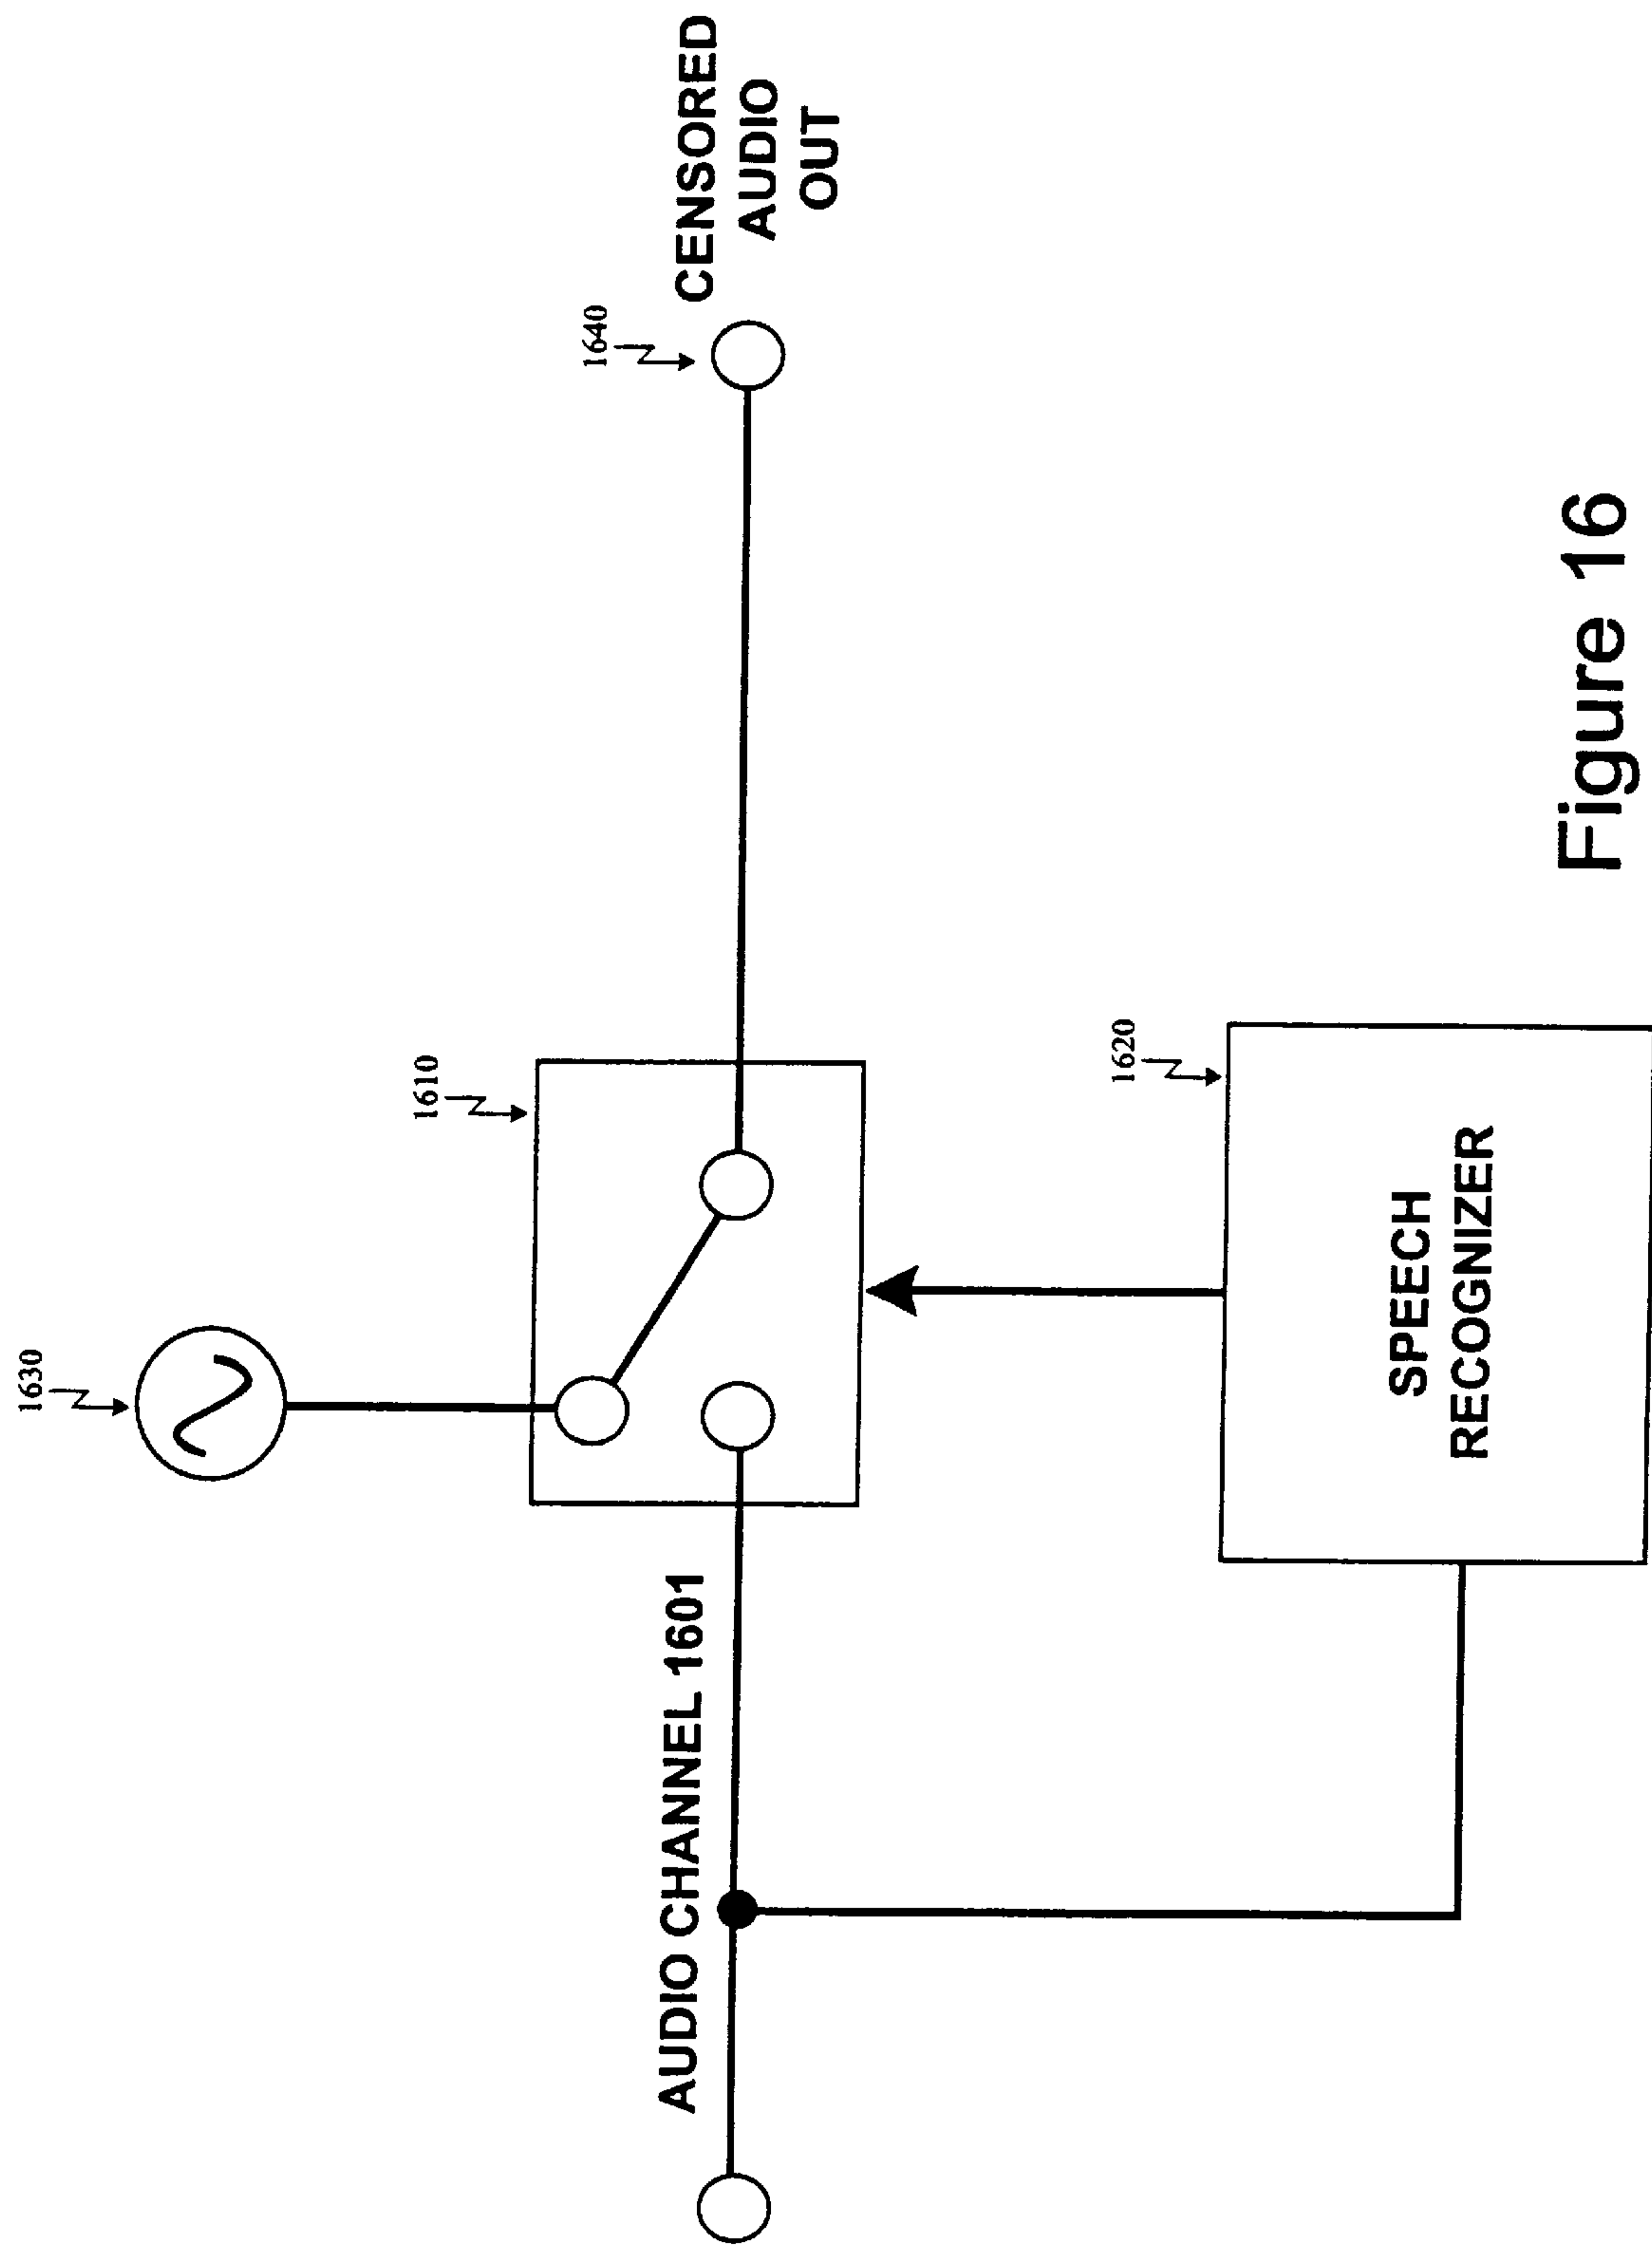 1630
1610
1640
CENSORED
AUDIO
OUT
AUDIO CHANNEL 1601
1620
SPEECH
RECOGNIZER
Figure 16